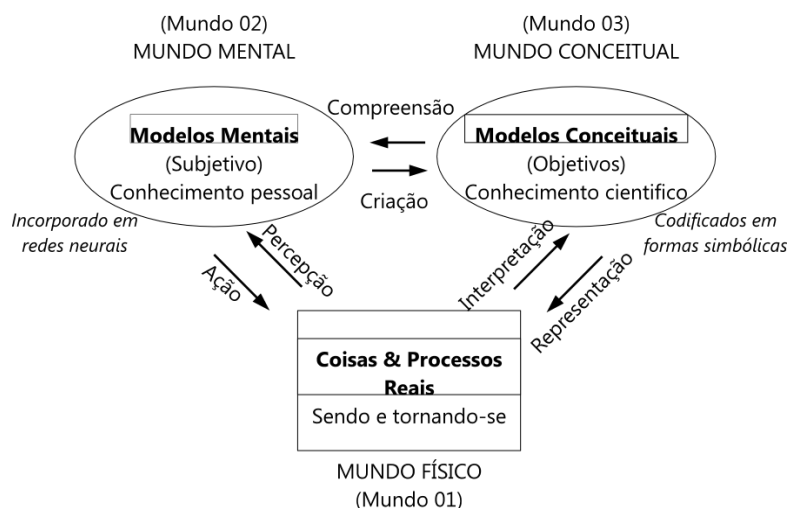 (Mundo 02)
MUNDO MENTAL
(Mundo 03)
MUNDO CONCEITUAL
Compreensão
Modelos Mentais
(Subjetivo)
Conhecimento pessoal
Modelos Conceituais
(Objetivos)
Conhecimento cientifico
Criação
Incorporado em
redes neurais
Codificados em
formas simbólicas
Percepção
Ação
Interpretação
Representação
Coisas & Processos
Reais
Sendo e tornando-se
MUNDO FÍSICO
(Mundo 01)